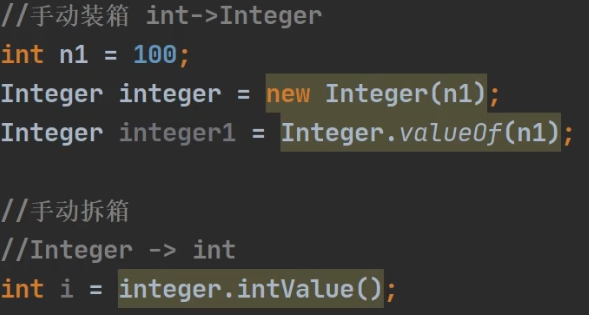 //手动装箱 int->Integer
int n1 = 100;
Integer integer = new Integer(n1);
Integer integer1 = Integer.valueOf(n1);
//手动拆箱
//Integer -> int
int i = integer.intValue();